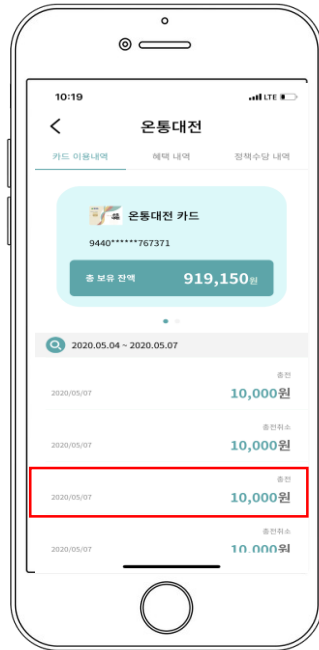 10:19 LTE
온통대전
카드 이용내역 혜택 내역 정책수당 내역
온통대전 카드
9440******767371
총 보유 잔액 919,150원
2020.05.04 ~ 2020.05.07
충전
2020/05/07 10,000원
충전취소
10,000원
충전
2020/05/07 10,000원
충전취소
2020/05/07 10,000원